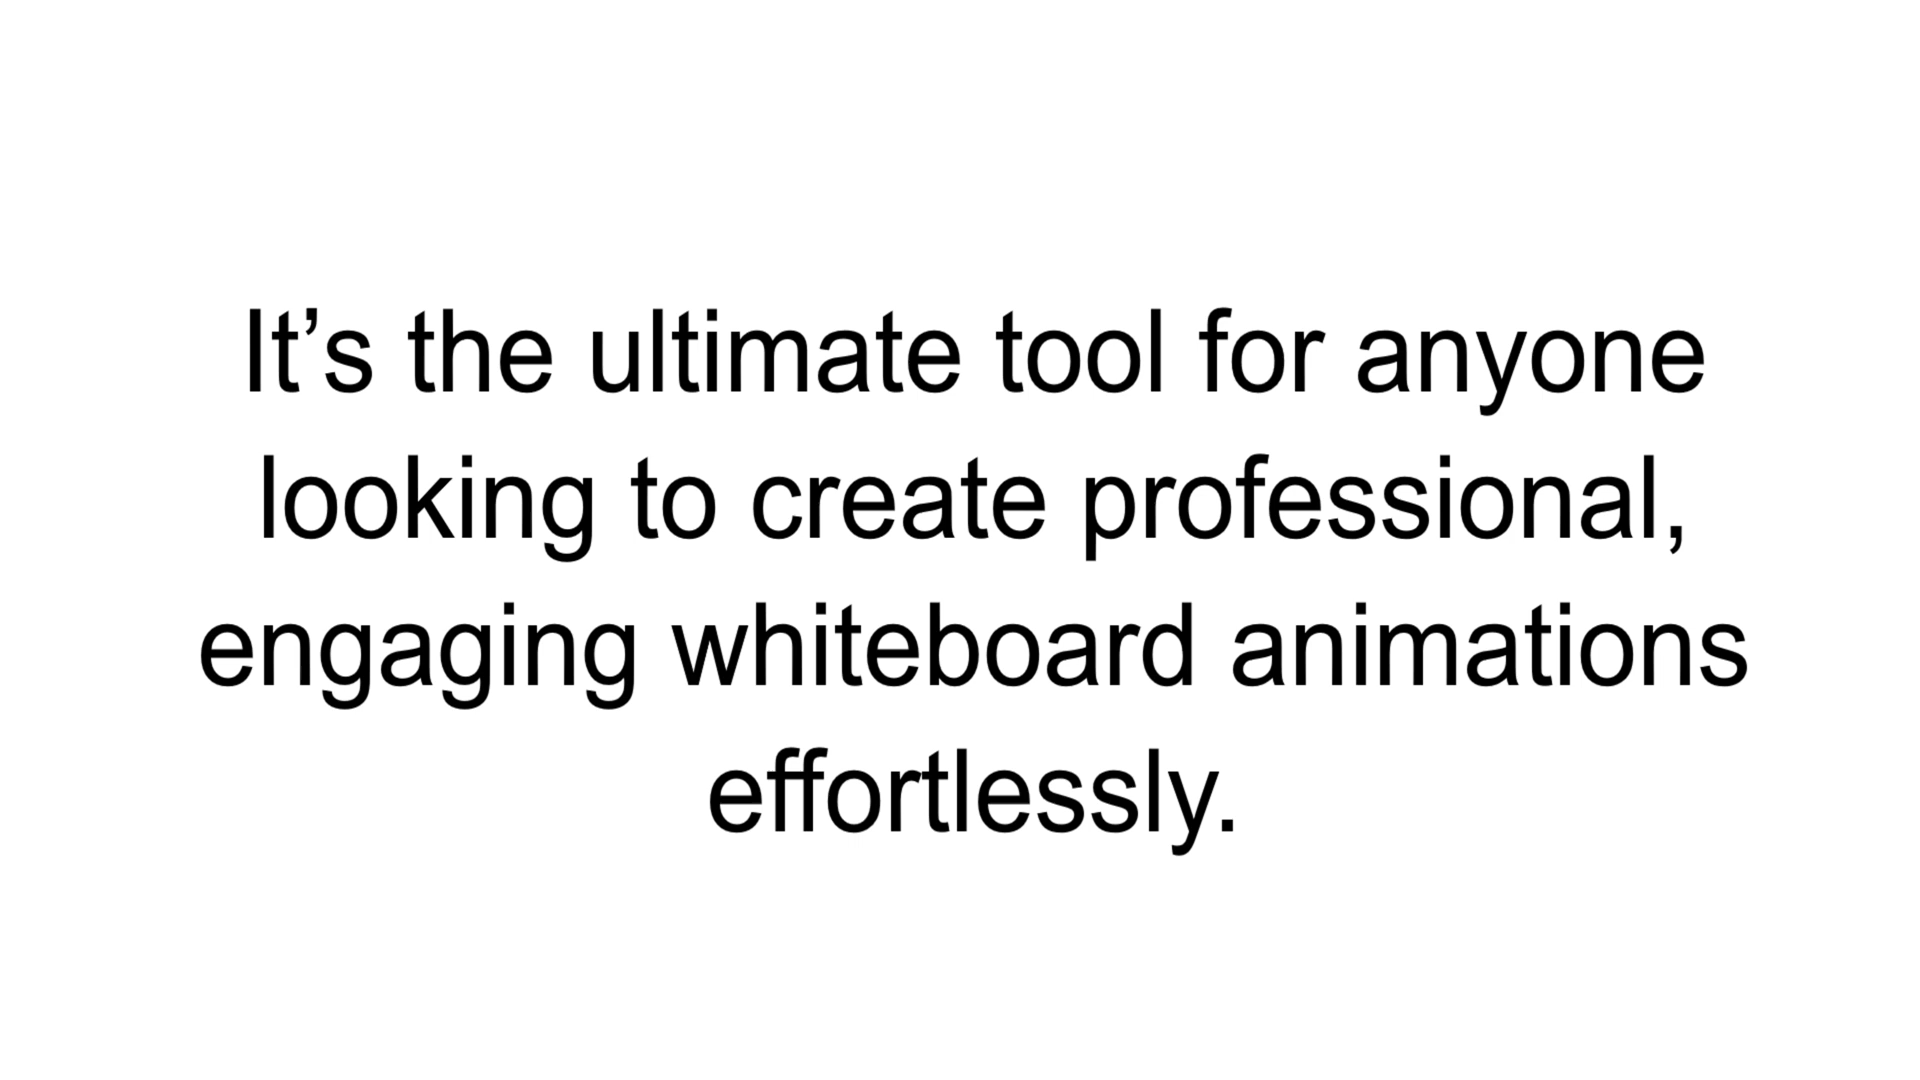 It’s the ultimate tool for anyone
looking to create professional,
engaging whiteboard animations
effortlessly.